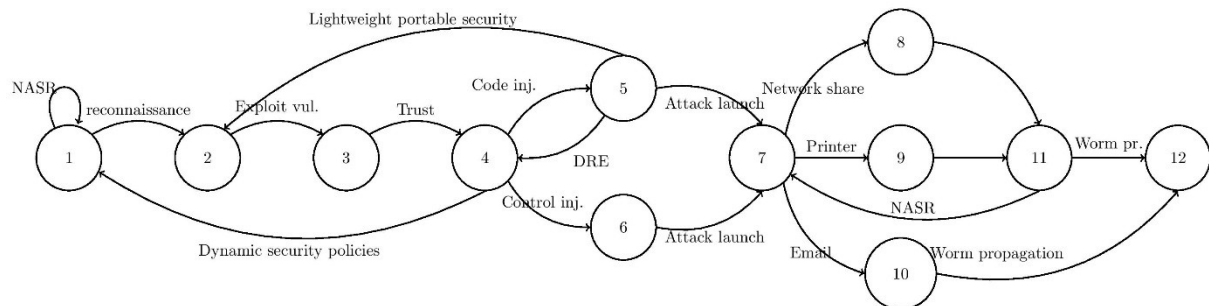 Lightweight portable security
8
NASR
Code inj.
5
Network share
reconnaissance
Exploit vul.
Attack launch
Trust
1
2
3
4
7
Printer
9
11
Worm pr.
12
DRE
Control inj.
NASR
6
Dynamic security policies
Attack launch
Email
Worm propagation
10